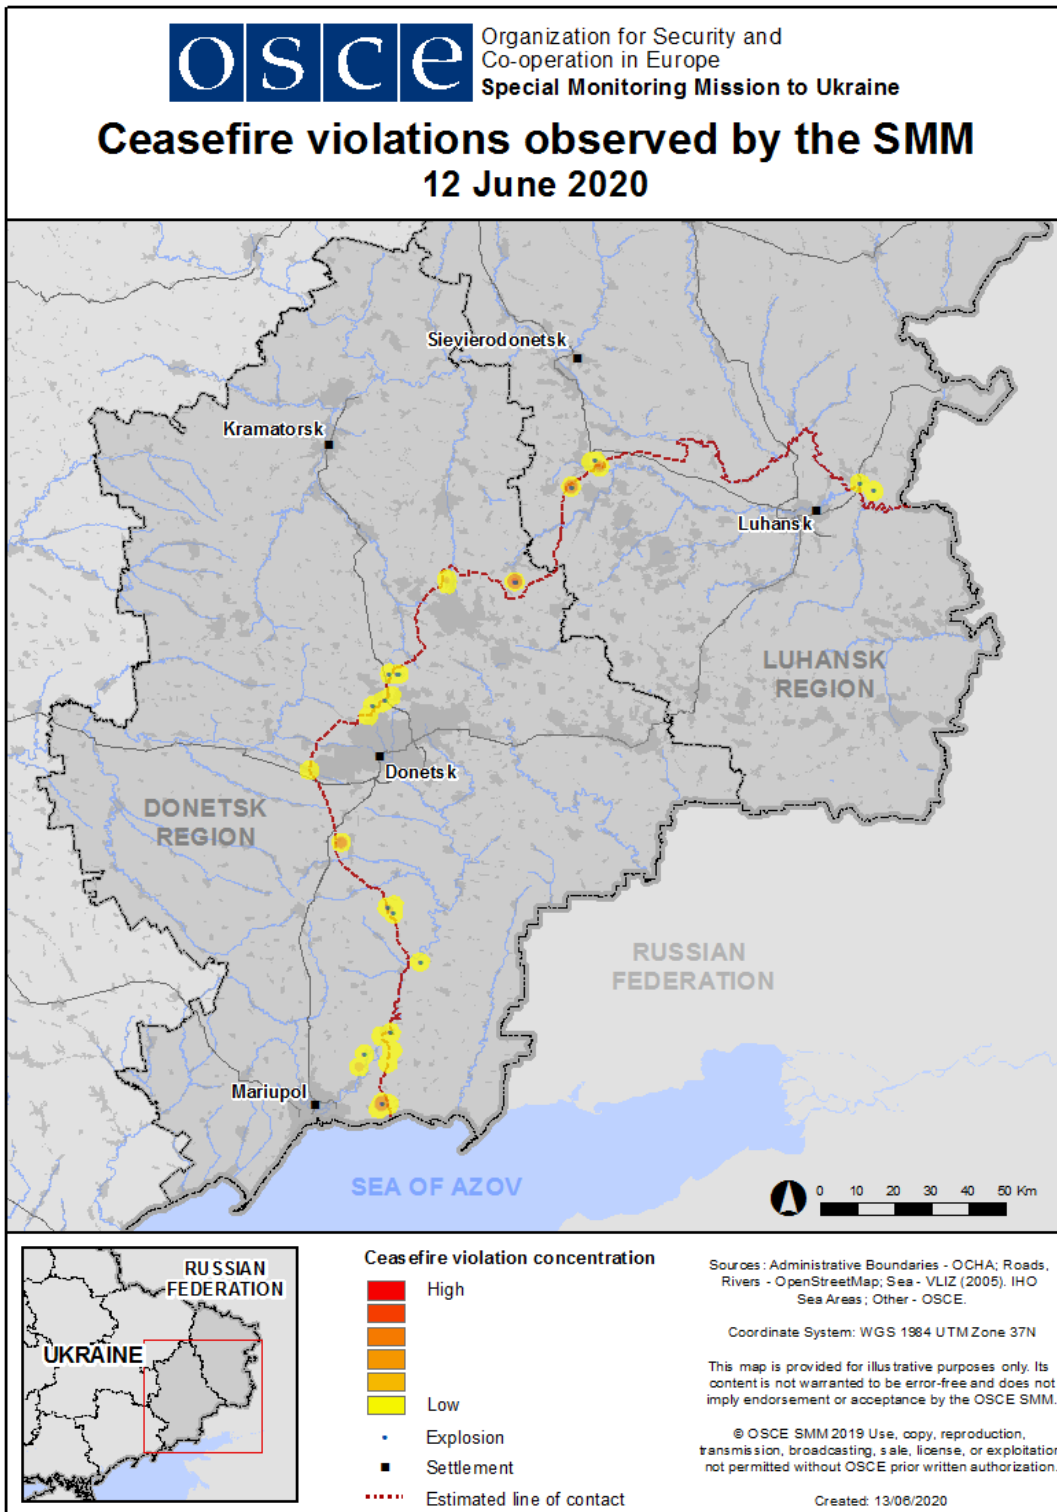 osce
Organization for Security and
Co-operation in Europe
Special Monitoring Mission to Ukraine
Ceasefire violations observed by the SMM
12 June 2020
Sievierodonetsk
Kramatorsk
Luhansk
LUHANSK
REGION
Donetsk
DONETSK
REGION
RUSSIAN
FEDERATION
Mariupol
SEA OF AZOV
0 10 20 30 40 50 Km
RUSSIAN
FEDERATION
UKRAINE
Ceasefire violation concentration
High
Low
Explosion
Settlement
Estimated line of contact
Sources: Administrative Boundaries - OCHA; Roads,
Rivers - OpenStreetMap; Sea - VLIZ (2005). IHO
Sea Areas; Other - OSCE.
Coordinate System: WGS 1984 UTM Zone 37N
This map is provided for illustrative purposes only. Its
content is not warranted to be error-free and does not
imply endorsement or acceptance by the OSCE SMM.
© OSCE SMM 2019 Use, copy, reproduction,
transmission, broadcasting, sale, license, or exploitation
not permitted without OSCE prior written authorization.
Created: 13/06/2020